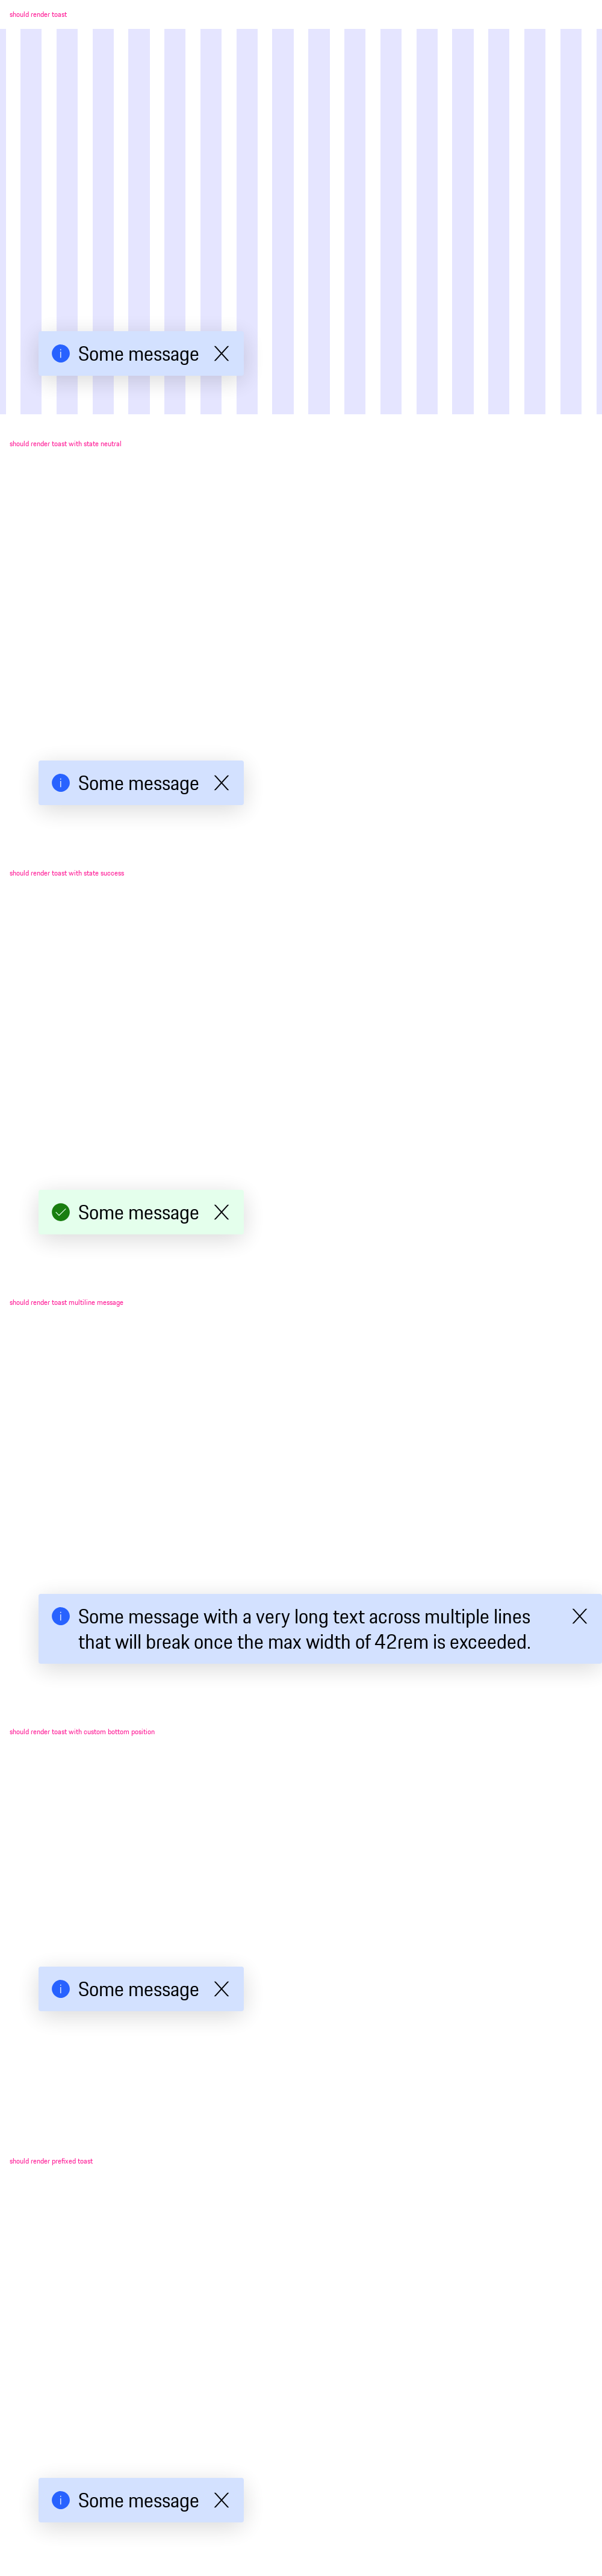 should render toast
Some message
should render toast with state neutral
Some message
should render toast with state success
Some message
should render toast multiline message
Some message with a very long text across multiple lines
that will break once the max width of 42rem is exceeded.
should render toast with custom bottom position
Some message
should render prefixed toast
Some message